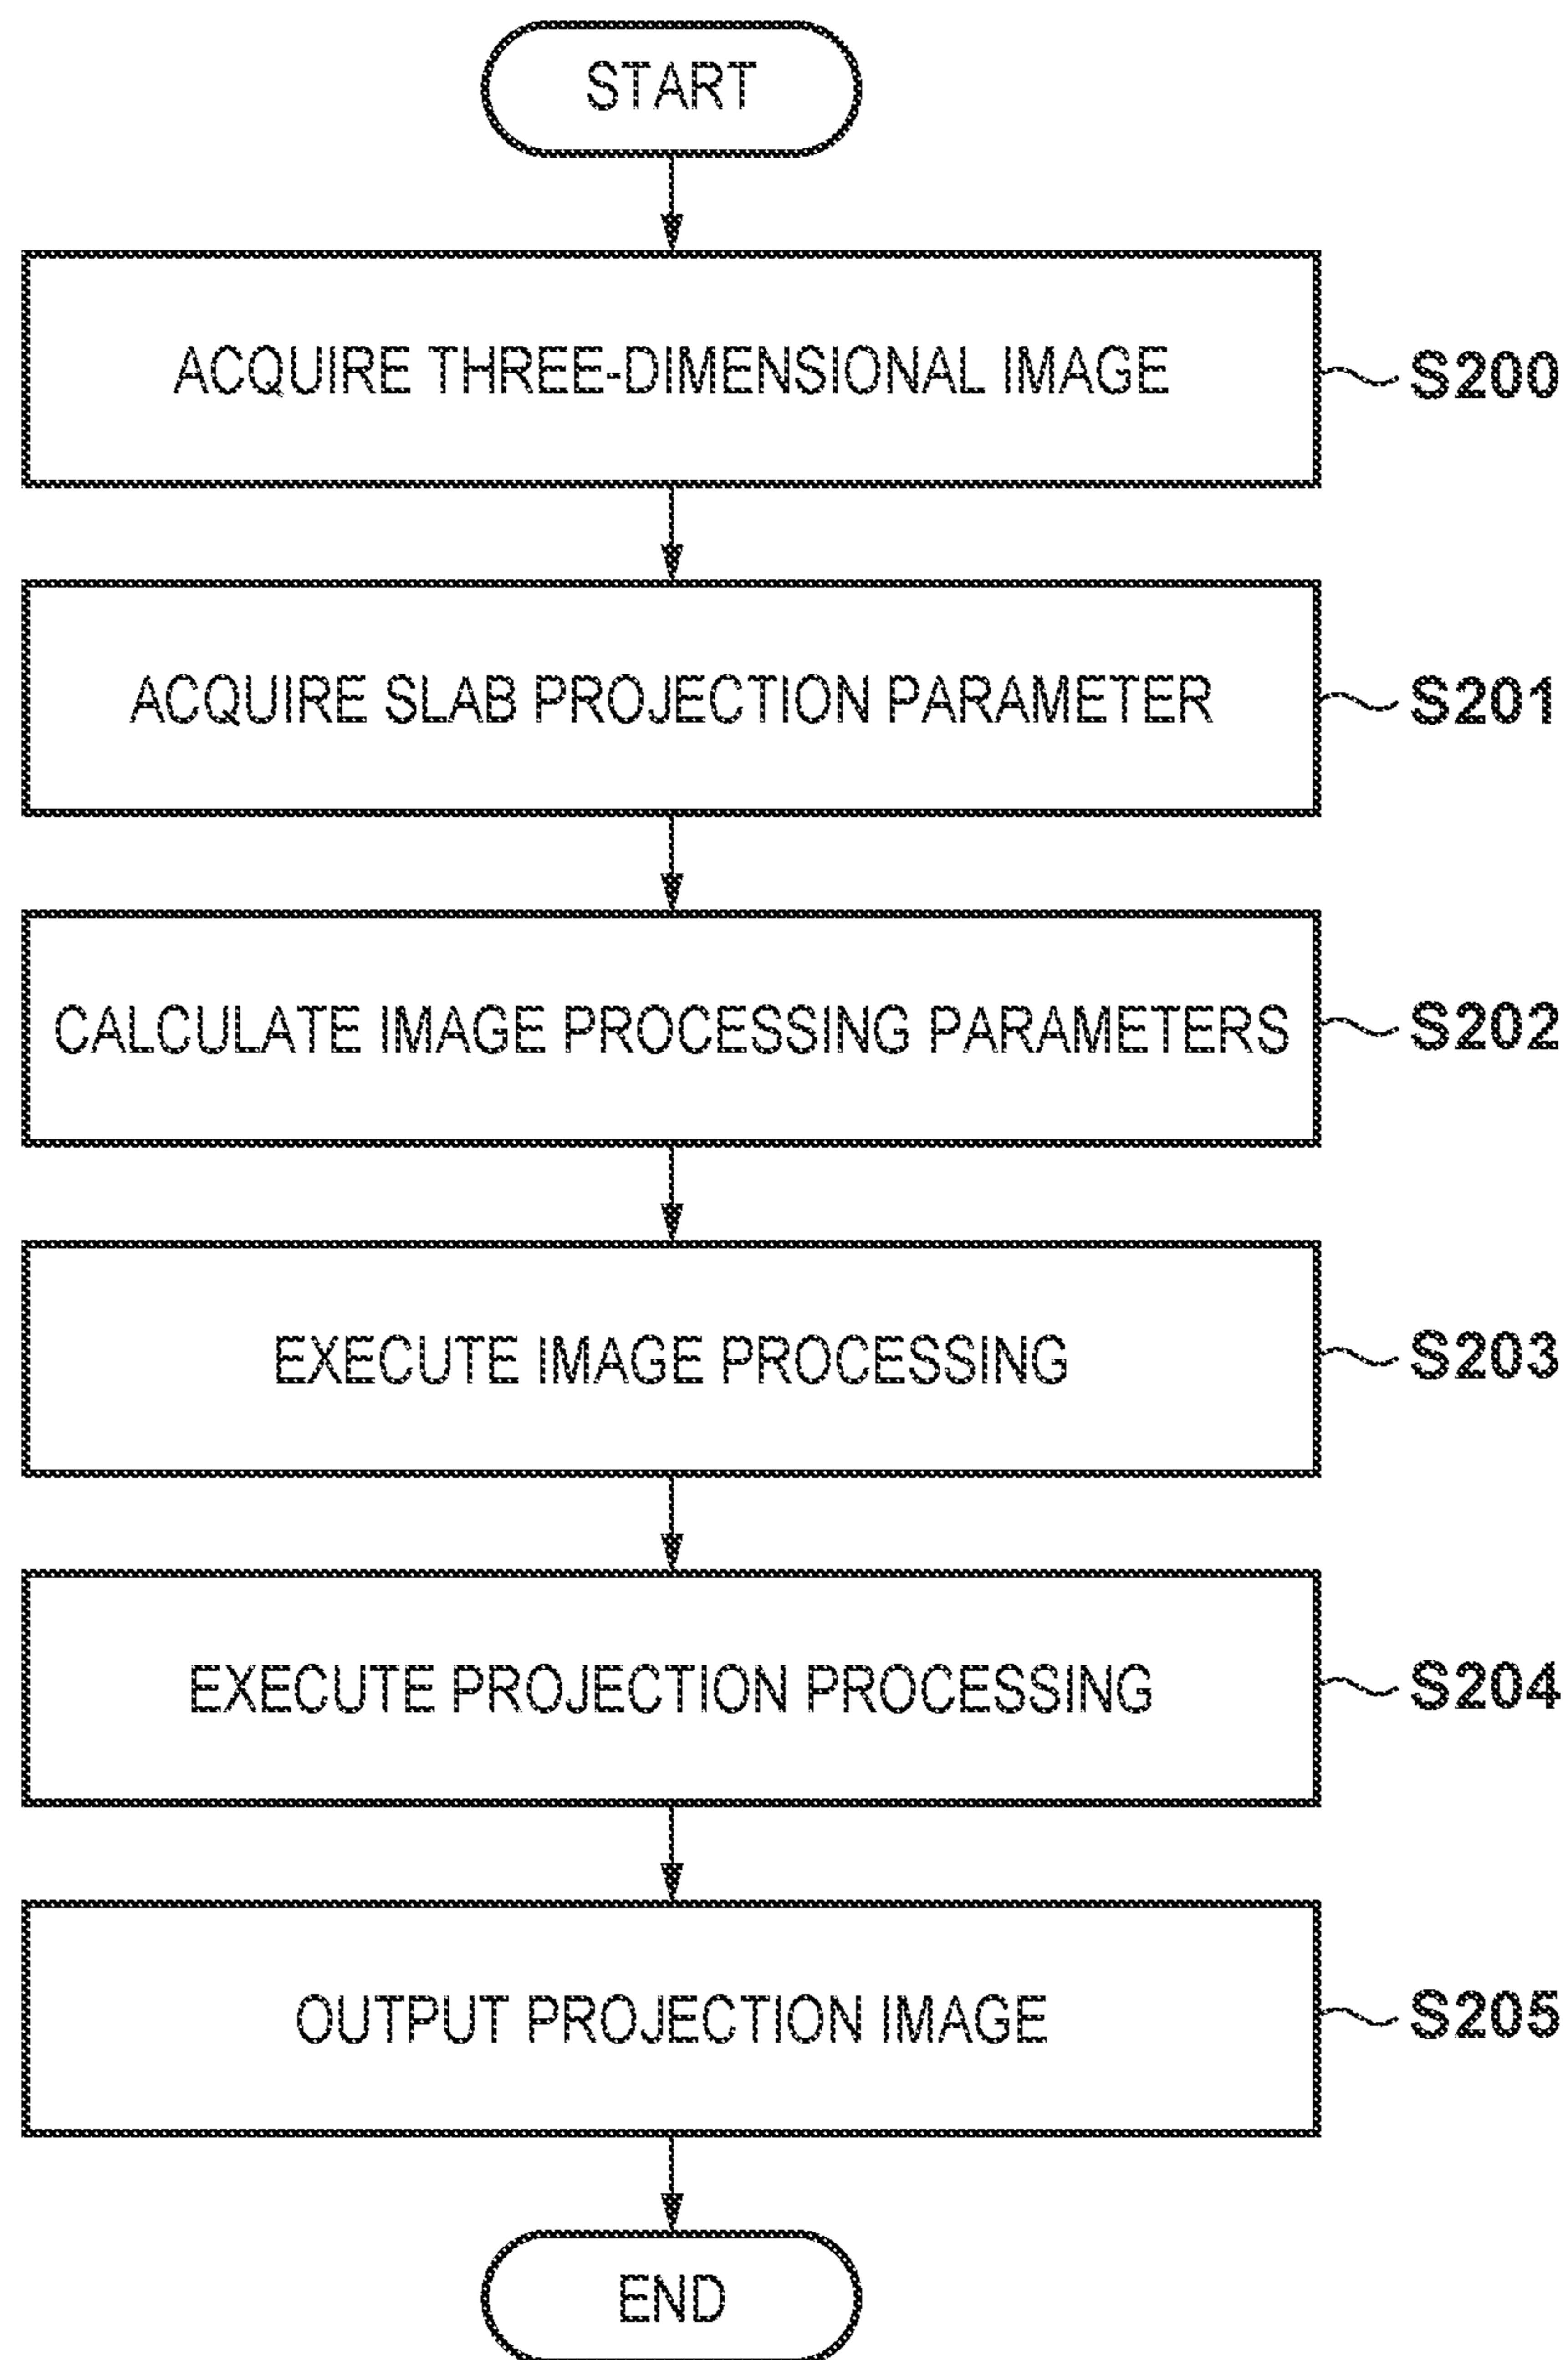 START
ACQUIRE THREE-DIMENSIONAL IMAGE
S200
ACQUIRE SLAB PROJECTION PARAMETER
S201
CALCULATE IMAGE PROCESSING PARAMETERS
S202
EXECUTE IMAGE PROCESSING
S203
EXECUTE PROJECTION PROCESSING
S204
OUTPUT PROJECTION IMAGE
S205
END